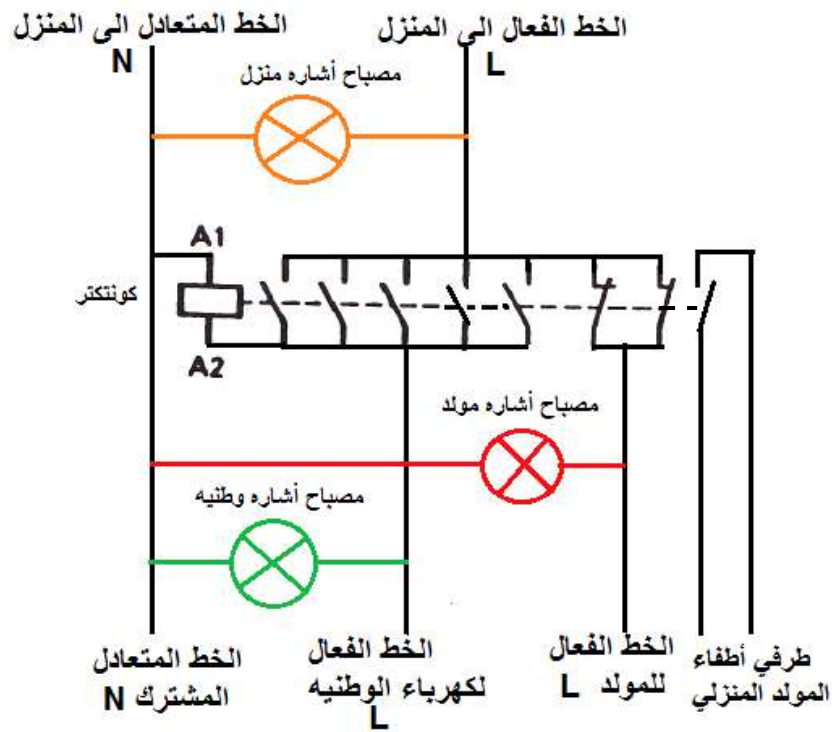 الخط المتعادل الى المنزل
N
الخط الفعال الى المنزل
L
مصباح أشاره منزل
A1
كونتكتر
A2
مصباح أشاره مولد
مصباح أشاره وطنيه
الخط المتعادل
المشترك N
الخط الفعال
لكهرباء الوطنيه
L
الخط الفعال
للمولد L
طرفي أطفاء
المولد المنزلي